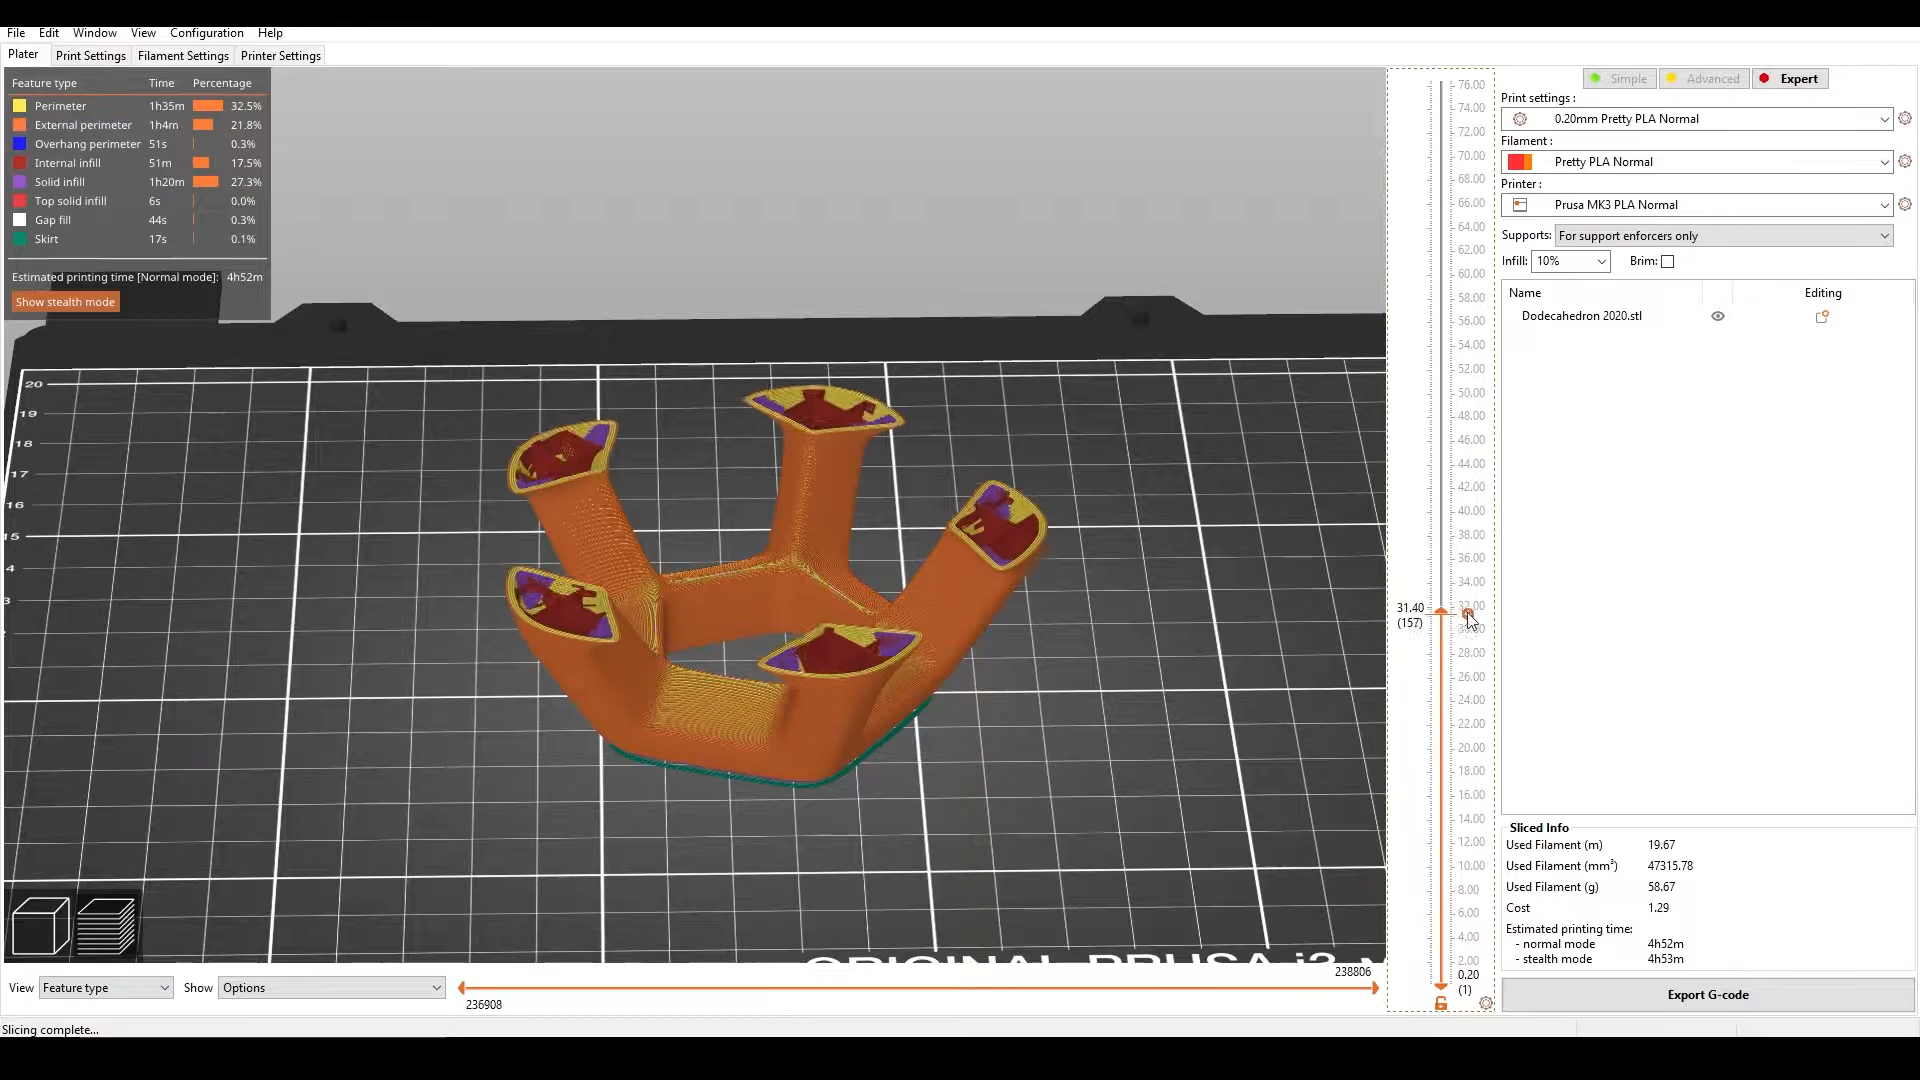 File Edit Window View Configuration Help
Plater Print Settings Filament Settings Printer Settings
Feature type Time Percentage
Perimeter 1h35m 32.5%
External perimeter 1h4m 21.8%
Overhang perimeter 51s 0.3%
Internal infill 51m 17.5%
Solid infill 1h20m 27.3%
Top solid infill 6s 0.0%
Gap fill 44s 0.3%
Skirt 17s 0.1%
Estimated printing time [Normal mode]: 4h52m
Show stealth mode
20
19
18
17
16
15
4
3
ORIGINAL PRUSA i3
76.00
74.00
72.00
70.00
68.00
66.00
64.00
62.00
60.00
58.00
56.00
54.00
52.00
50.00
48.00
46.00
44.00
42.00
40.00
38.00
36.00
34.00
32.00
31.40
(157)
30.00
28.00
26.00
24.00
22.00
20.00
18.00
16.00
14.00
12.00
10.00
8.00
6.00
4.00
2.00
0.20
(1)
Simple Advanced Expert
Print settings :
0.20mm Pretty PLA Normal
Filament :
Pretty PLA Normal
Printer :
Prusa MK3 PLA Normal
Supports: For support enforcers only
Infill: 10% Brim:
Name Editing
Dodecahedron 2020.stl
Sliced Info
Used Filament (m) 19.67
Used Filament (mm³) 47315.78
Used Filament (g) 58.67
Cost 1.29
Estimated printing time:
- normal mode 4h52m
- stealth mode 4h53m
Export G-code
View Feature type Show Options
238806
236908
Slicing complete...